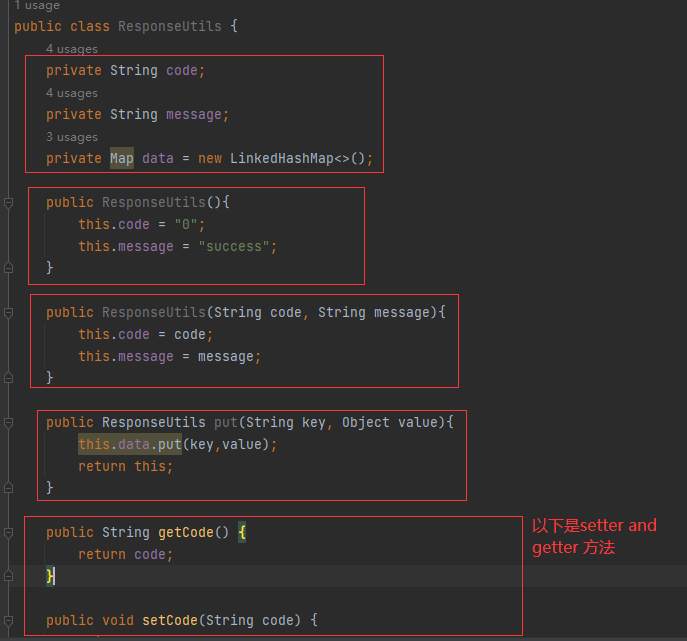 1 usage
public class ResponseUtils {
4 usages
private String code;
4 usages
private String message;
3 usages
private Map data = new LinkedHashMap<>();
public ResponseUtils(){
this.code = "0";
this.message = "success";
}
public ResponseUtils(String code, String message){
this.code = code;
this.message = message;
}
public ResponseUtils put(String key, Object value){
this.data.put(key,value);
return this;
}
public String getCode() {
return code;
}
以下是setter and
getter 方法
public void setCode(String code) {